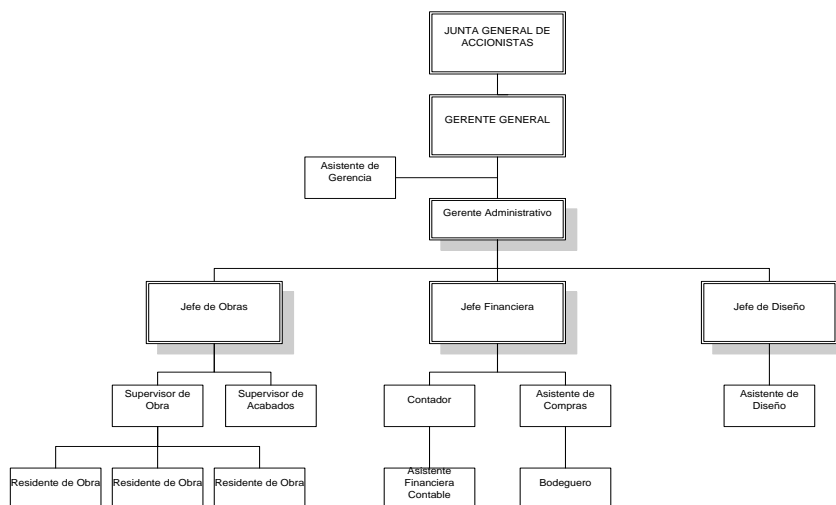 JUNTA GENERAL DE
ACCIONISTAS
GERENTE GENERAL
Asistente de
Gerencia
Gerente Administrativo
Jefe de Obras
Jefe Financiera
Jefe de Diseño
Supervisor de
Obra
Supervisor de
Acabados
Contador
Asistente de
Compras
Asistente de
Diseño
Residente de Obra
Residente de Obra
Residente de Obra
Asistente
Financiera
Contable
Bodeguero